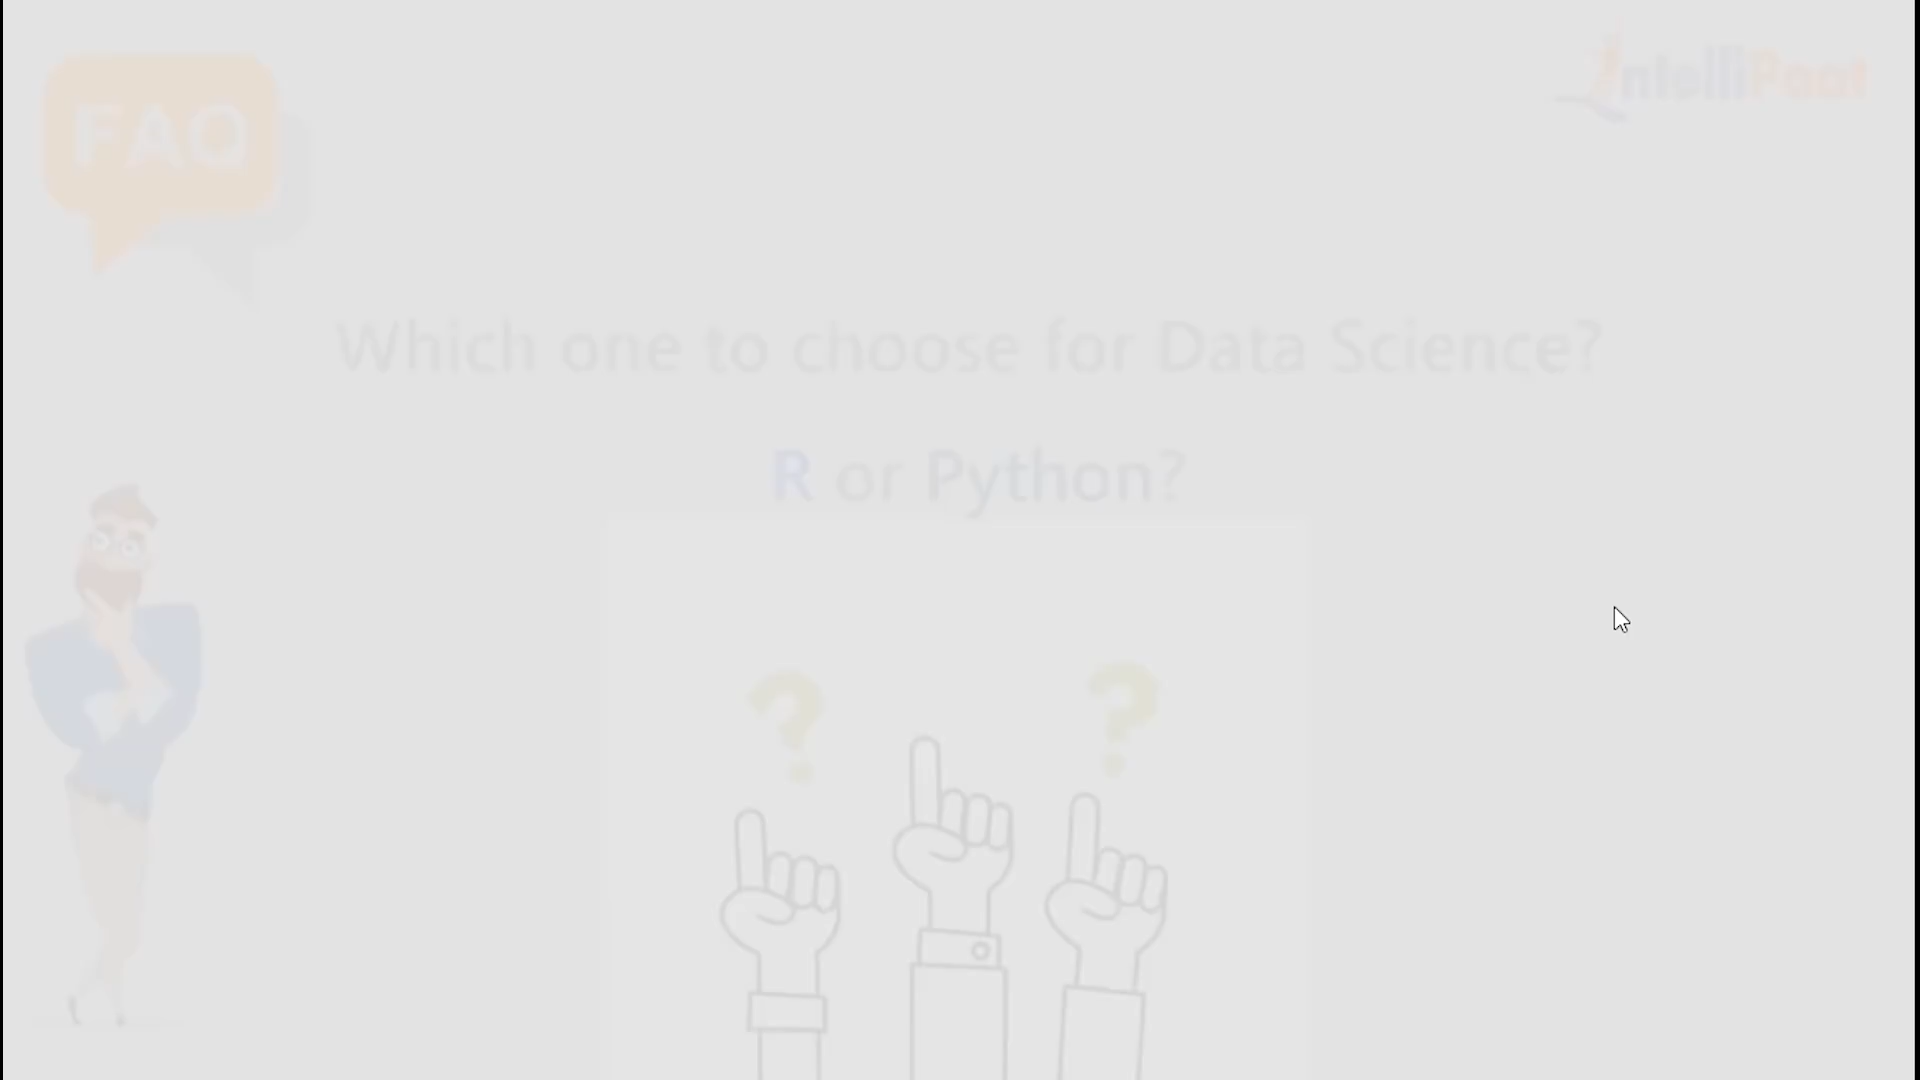 FAQ
IntelliPaat
Which one to choose for Data Science?
R or Python?
?
?